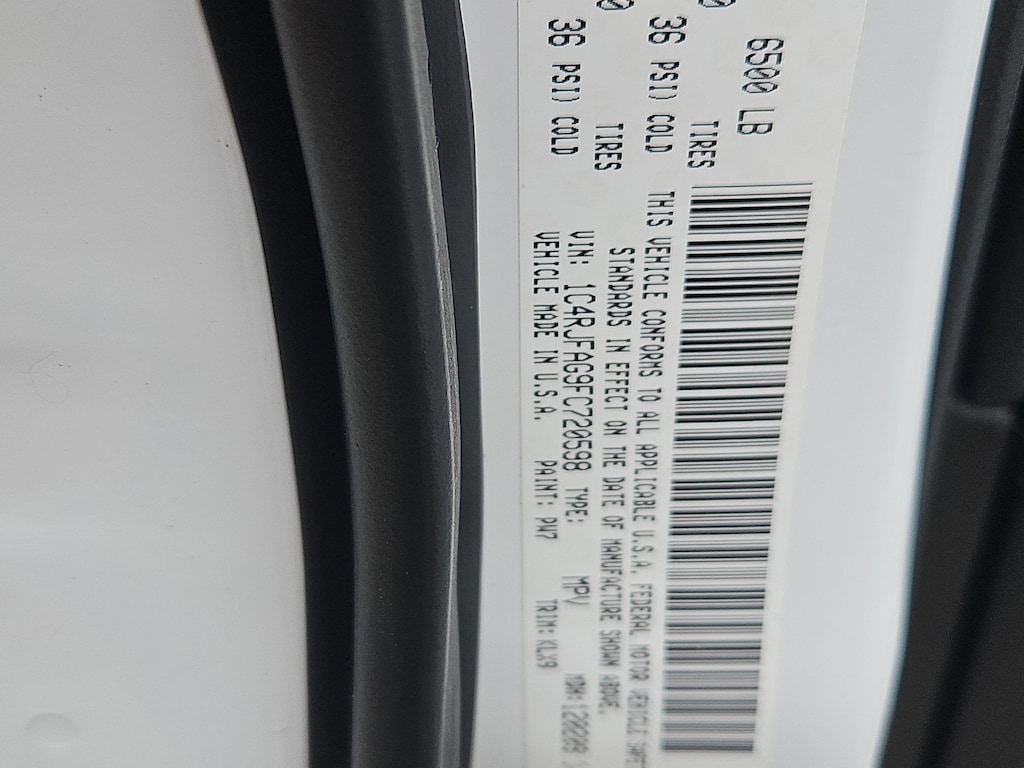 6500 LB
TIRES
36 PSI) COLD
TIRES
36 PSI) COLD
THIS VEHICLE CONFORMS TO ALL APPLICABLE U.S.A. FEDERAL MOTOR VEHICLE
STANDARDS IN EFFECT ON THE DATE OF MANUFACTURE SHOWN ABOVE.
VIN: 1C4RJFAG9FC720598 TYPE: MPV MDH:
VEHICLE MADE IN U.S.A. PAINT: PW7 TRIM: KLX9